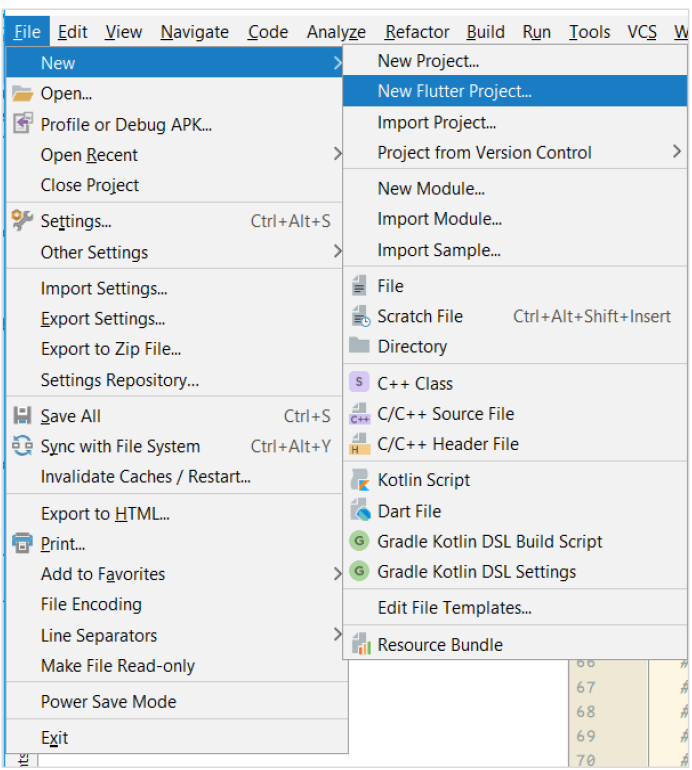 File Edit View Navigate Code Analyze Refactor Build Run Tools VCS W
New
Open...
Profile or Debug APK...
Open Recent
Close Project
Settings... Ctrl+Alt+S
Other Settings
Import Settings...
Export Settings...
Export to Zip File...
Settings Repository...
Save All Ctrl+S
Sync with File System Ctrl+Alt+Y
Invalidate Caches / Restart...
Export to HTML...
Print...
Add to Favorites
File Encoding
Line Separators
Make File Read-only
Power Save Mode
Exit
New Project...
New Flutter Project...
Import Project...
Project from Version Control
New Module...
Import Module...
Import Sample...
File
Scratch File Ctrl+Alt+Shift+Insert
Directory
S C++ Class
C++ C/C++ Source File
H C/C++ Header File
Kotlin Script
Dart File
G Gradle Kotlin DSL Build Script
G Gradle Kotlin DSL Settings
Edit File Templates...
Resource Bundle
66 #
67 #
68 #
69 #
70 #